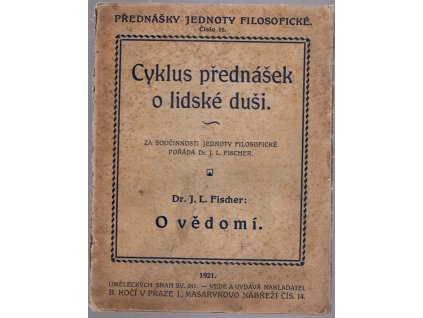 PŘEDNÁŠKY JEDNOTY FILOSOFICKÉ.
Číslo 11.
Cyklus přednášek
o lidské duši.
ZA SOUČINNOSTI JEDNOTY FILOSOFICKÉ
POŘÁDÁ Dr. J. L. FISCHER.
Dr. J. L. Fischer:
O vědomí.
1921.
UMĚLECKÝCH SNAH SV. 241. — VEDE A VYDÁVÁ NAKLADATEL
B. KOČÍ V PRAZE I., MASARYKOVO NÁBŘEŽÍ ČÍS. 14.